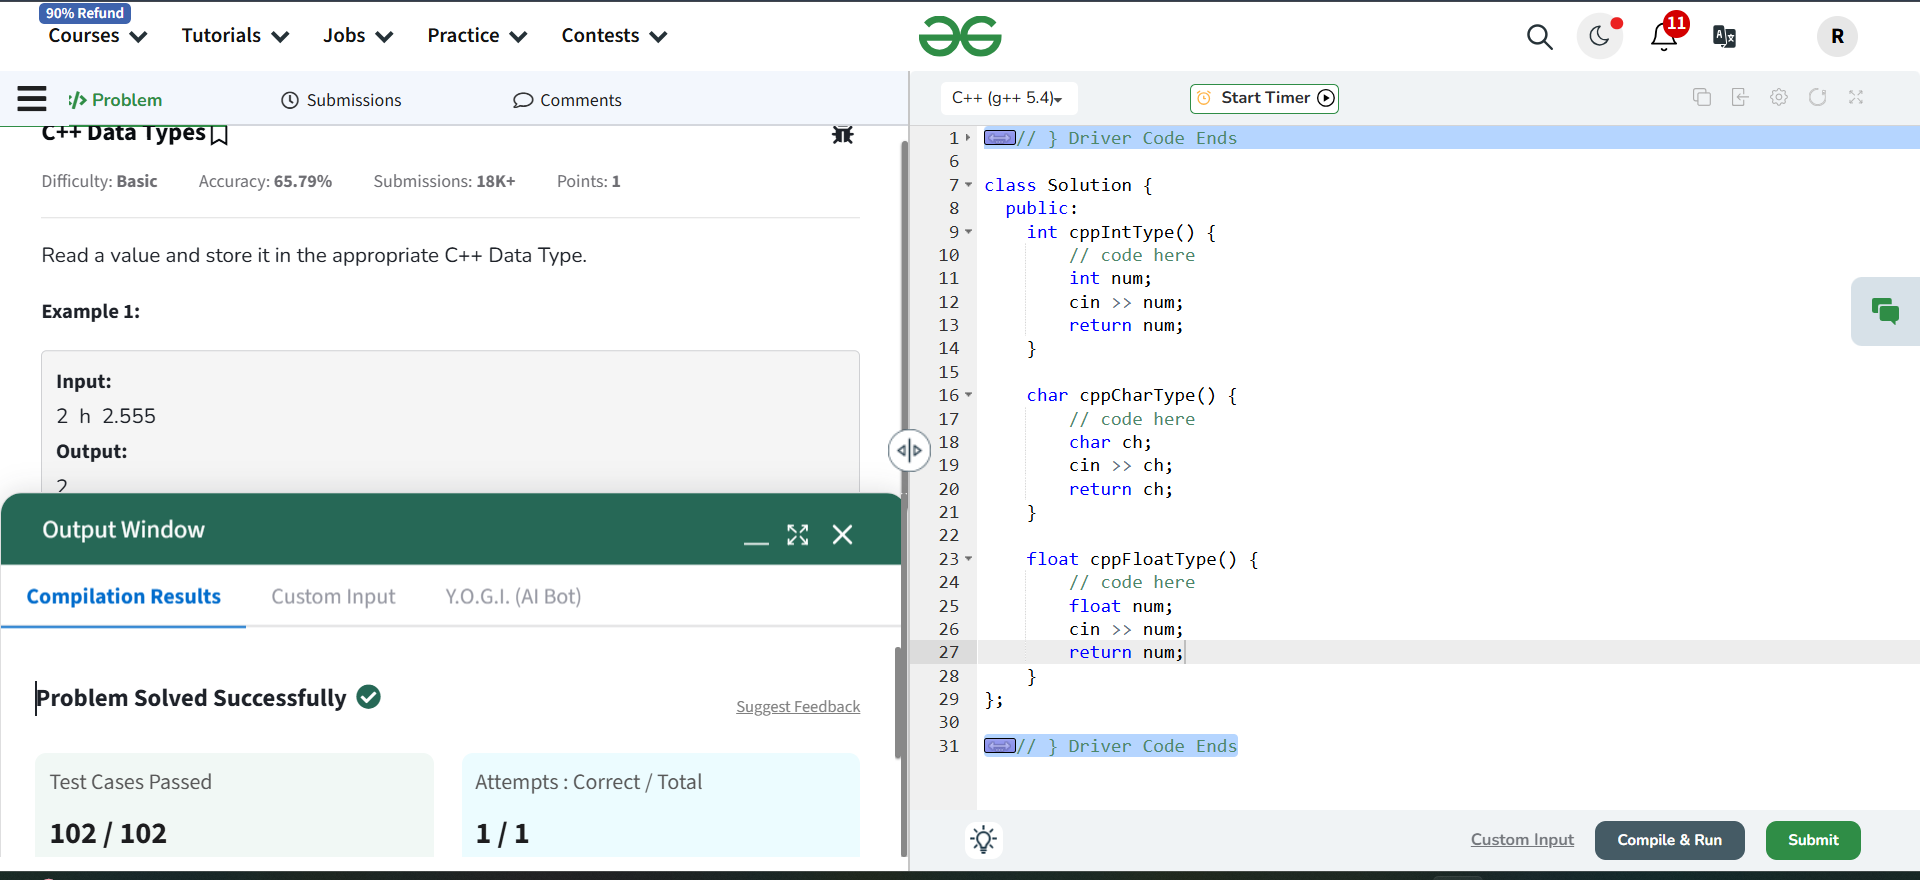 90% Refund
Courses Tutorials Jobs Practice Contests
11
R
Problem Submissions Comments
C++ Data Types
Difficulty: Basic Accuracy: 65.79% Submissions: 18K+ Points: 1
Read a value and store it in the appropriate C++ Data Type.
Example 1:
Input:
2 h 2.555
Output:
2
Output Window
Compilation Results Custom Input Y.O.G.I. (AI Bot)
Problem Solved Successfully
Suggest Feedback
Test Cases Passed
102 / 102
Attempts : Correct / Total
1 / 1
C++ (g++ 5.4)
Start Timer
1 // } Driver Code Ends
6
7 class Solution {
8 public:
9 int cppIntType() {
10 // code here
11 int num;
12 cin >> num;
13 return num;
14 }
15
16 char cppCharType() {
17 // code here
18 char ch;
19 cin >> ch;
20 return ch;
21 }
22
23 float cppFloatType() {
24 // code here
25 float num;
26 cin >> num;
27 return num;
28 }
29 };
30
31 // } Driver Code Ends
Custom Input Compile & Run Submit